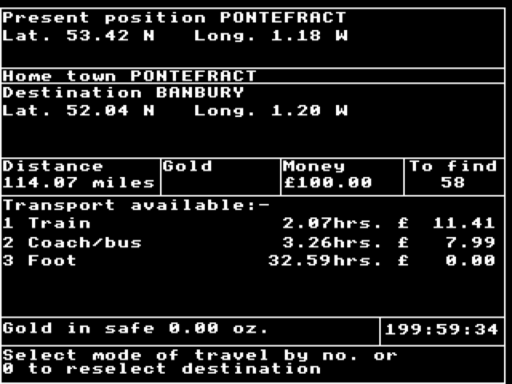 Present position PONTEFRACT
Lat. 53.42 N Long. 1.18 W
Home town PONTEFRACT
Destination BANBURY
Lat. 52.04 N Long. 1.20 W
Distance Gold Money To find
114.07 miles £100.00 58
Transport available:-
1 Train 2.07hrs. £ 11.41
2 Coach/bus 3.26hrs. £ 7.99
3 Foot 32.59hrs. £ 0.00
Gold in safe 0.00 oz. 199:59:34
Select mode of travel by no. or
0 to reselect destination